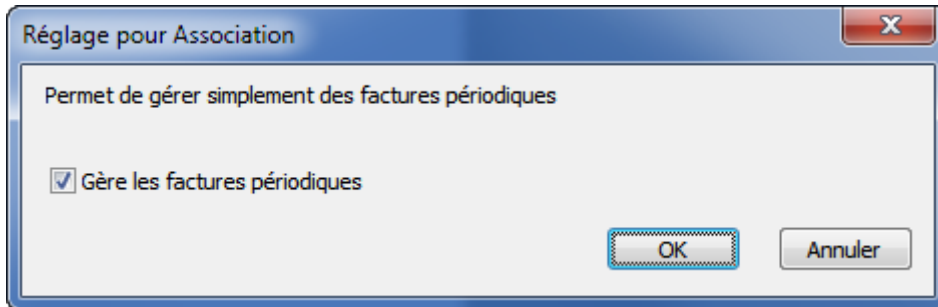 Réglage pour Association
Permet de gérer simplement des factures périodiques
Gère les factures périodiques
OK
Annuler